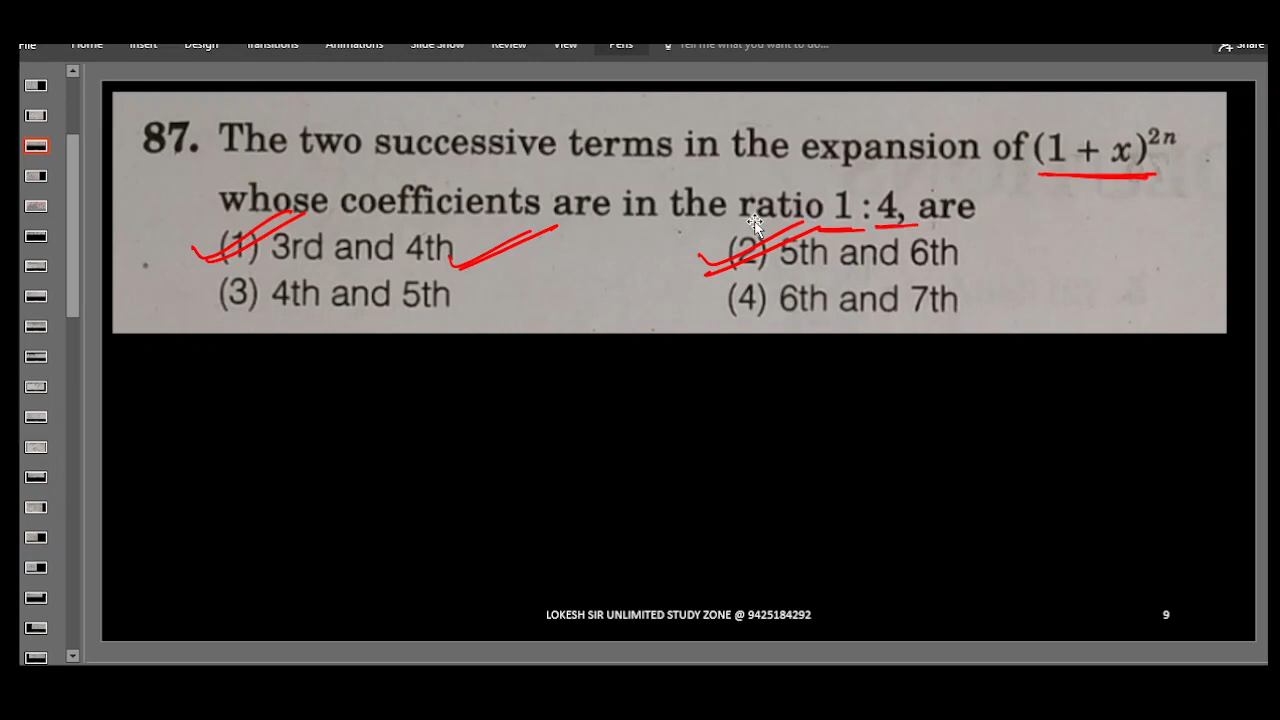 File Home Insert Design Transitions Animations Slide Show Review View Pens Tell me what you want to do... Share
87. The two successive terms in the expansion of (1 + x)²ⁿ
whose coefficients are in the ratio 1 : 4, are
(1) 3rd and 4th (2) 5th and 6th
(3) 4th and 5th (4) 6th and 7th
LOKESH SIR UNLIMITED STUDY ZONE @ 9425184292 9